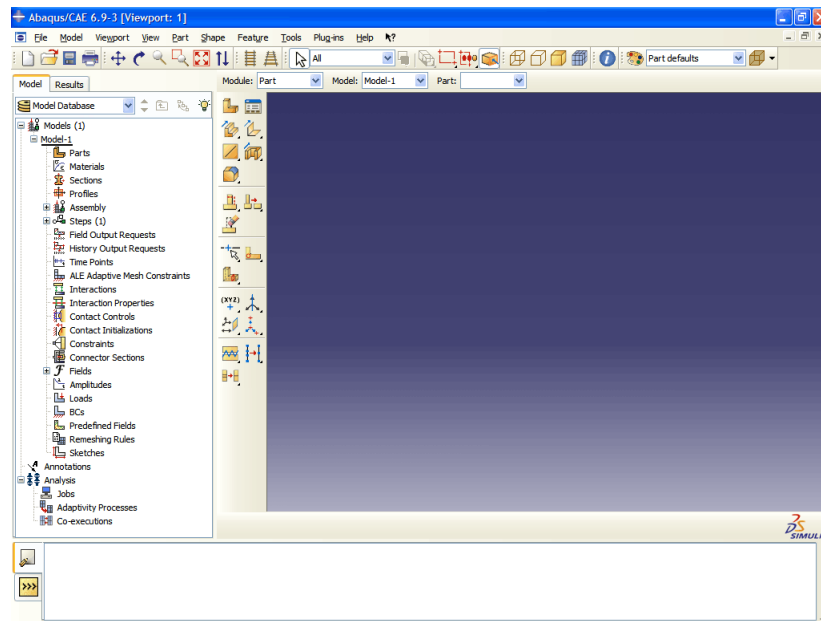 Abaqus/CAE 6.9-3 [Viewport: 1]
File Model Viewport View Part Shape Feature Tools Plug-ins Help
All Part defaults
Model Results Module: Part Model: Model-1 Part:
Model Database
Models (1)
Model-1
Parts
Materials
Sections
Profiles
Assembly
Steps (1)
Field Output Requests
History Output Requests
Time Points
ALE Adaptive Mesh Constraints
Interactions
Interaction Properties
(XYZ)
Contact Controls
Contact Initializations
Constraints
Connector Sections
Fields
Amplitudes
Loads
BCs
Predefined Fields
Remeshing Rules
Sketches
Annotations
Analysis
Jobs
Adaptivity Processes
Co-executions
SIMULI
>>>